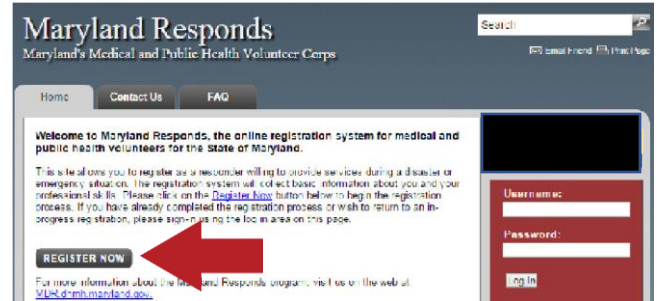 Maryland Responds
Maryland's Medical and Public Health Volunteer Corps
Search
Email Friend Print Page
Home Contact Us FAQ
Welcome to Maryland Responds, the online registration system for medical and
public health volunteers for the State of Maryland.
This site allows you to register as a responder willing to provide services during a disaster or
emergency situation. The registration system will collect basic information about you and your
professional skills. Please click on the Register Now button below to begin the registration
process. If you have already completed the registration process or wish to return to an in-
progress registration, please sign-in using the log in area on this page.
REGISTER NOW
For more information about the Maryland Responds program, visit us on the web at
MDR.dhmh.maryland.gov.
Username:
Password:
Log In